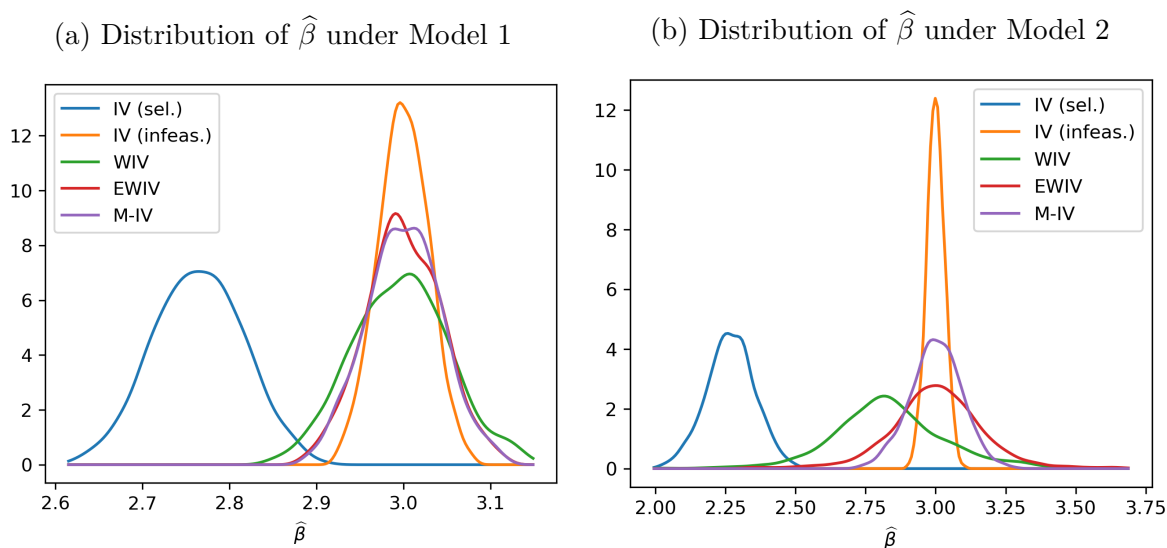 (a) Distribution of β̂ under Model 1
IV (sel.)
IV (infeas.)
WIV
EWIV
M-IV
12
10
8
6
4
2
0
2.6 2.7 2.8 2.9 3.0 3.1
β̂
(b) Distribution of β̂ under Model 2
IV (sel.)
IV (infeas.)
WIV
EWIV
M-IV
12
10
8
6
4
2
0
2.00 2.25 2.50 2.75 3.00 3.25 3.50 3.75
β̂